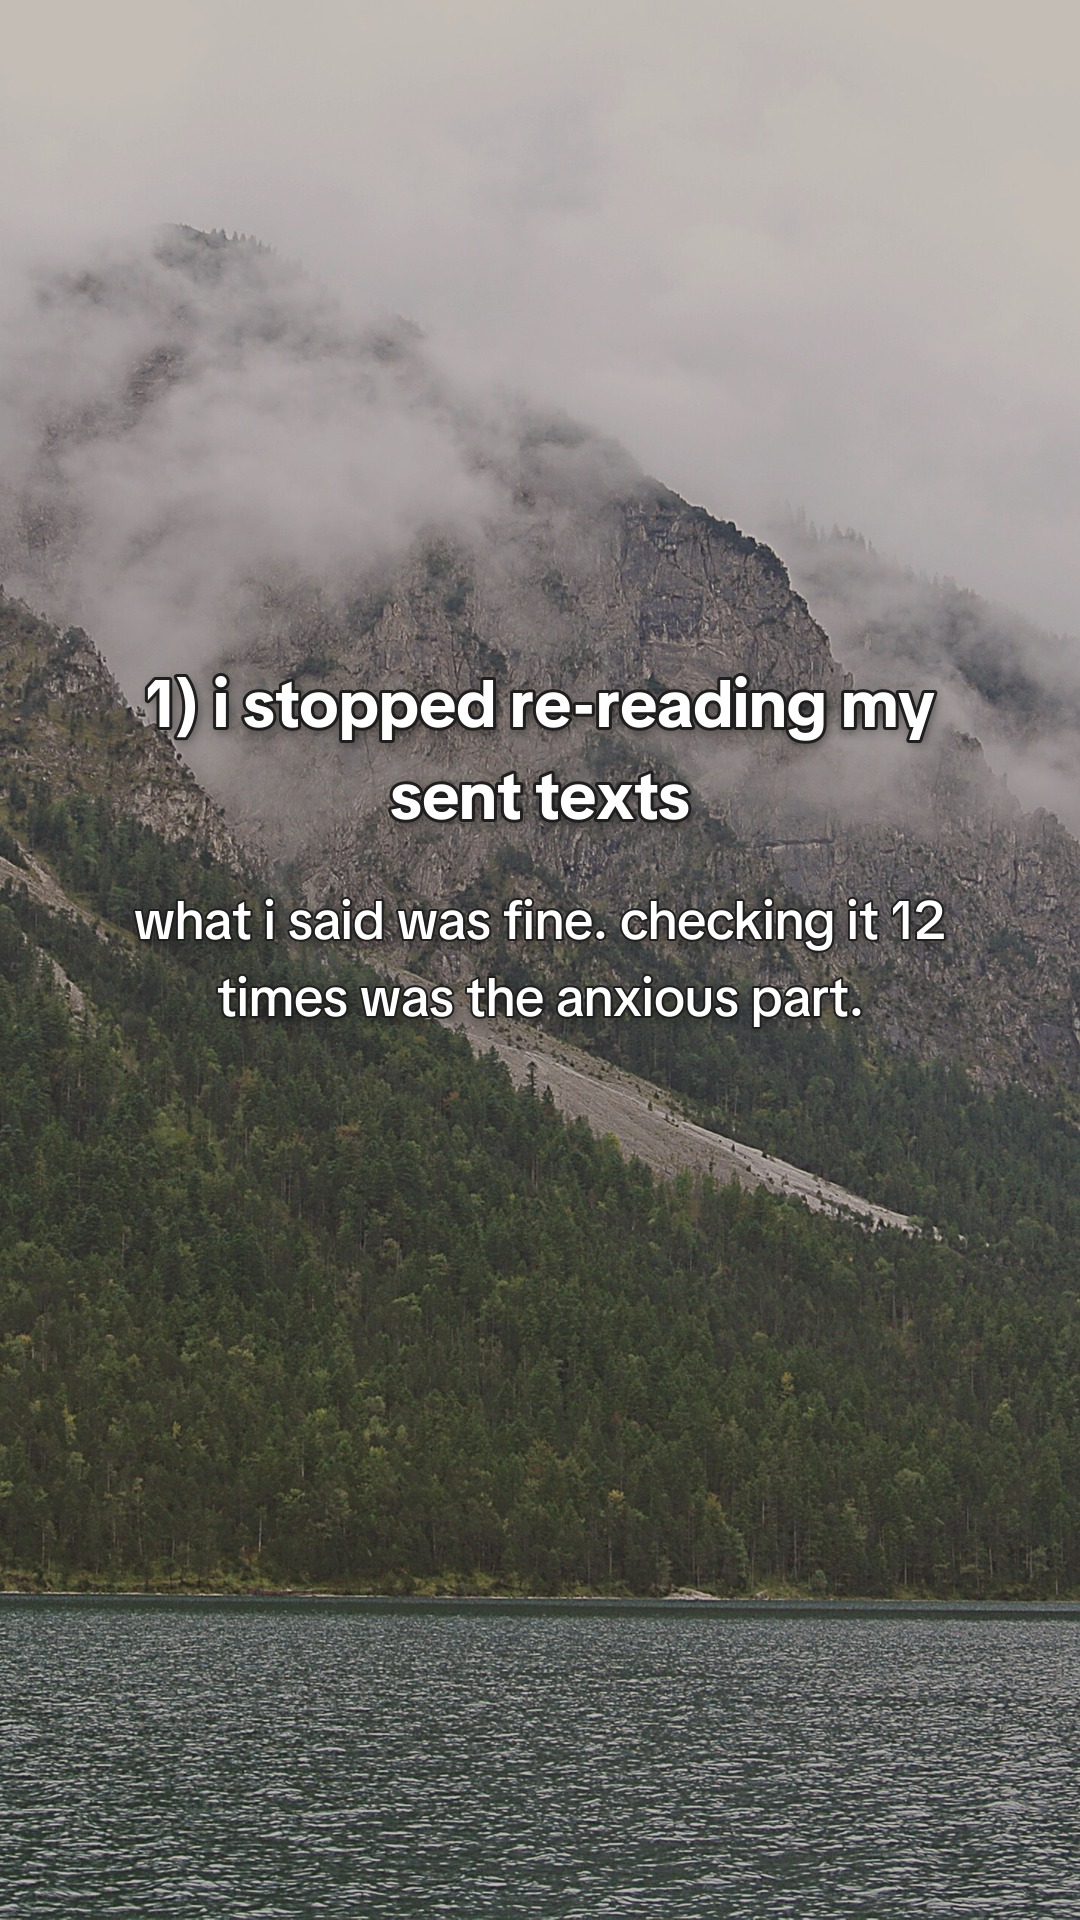 1) i stopped re-reading my
sent texts
what i said was fine. checking it 12
times was the anxious part.